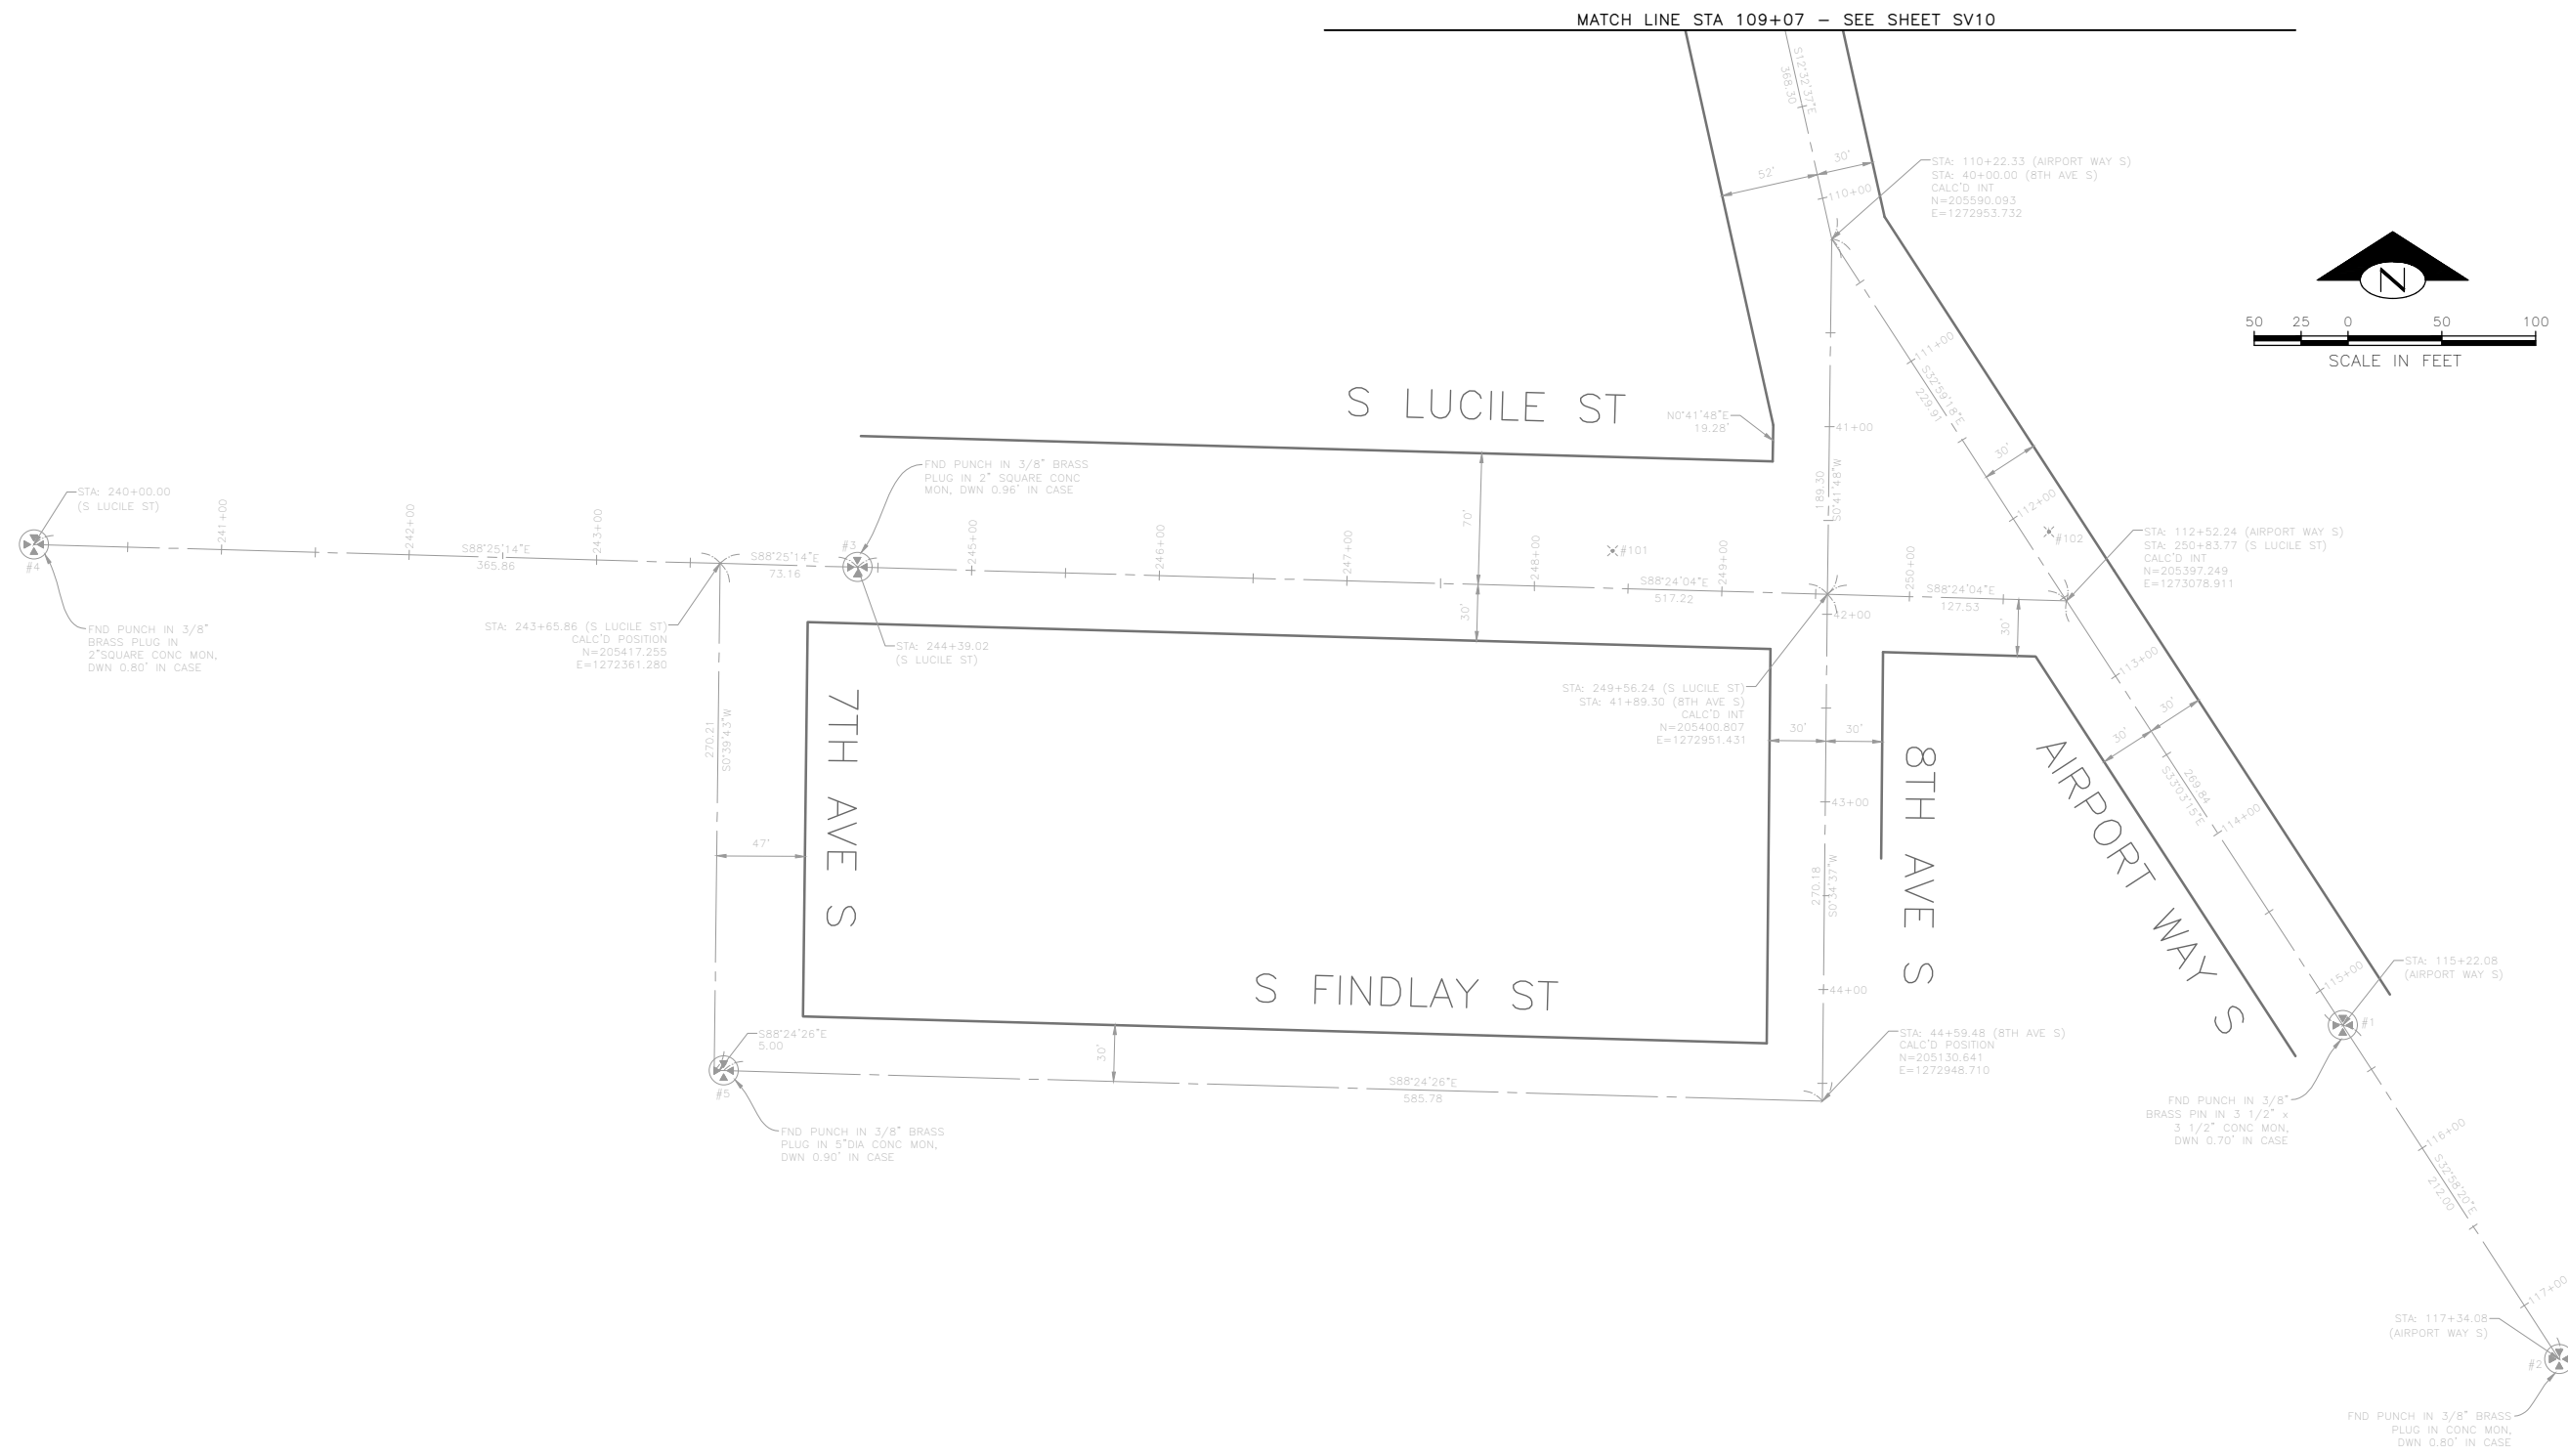 MATCH LINE STA 109+07 – SEE SHEET SV10
S12°32'37"E
368.30
52'
30'
110+00
STA: 110+22.33 (AIRPORT WAY S)
STA: 40+00.00 (8TH AVE S)
CALC'D INT
N=205590.093
E=1272953.732
N
50 25 0 50 100
SCALE IN FEET
111+00
S32°59'18"E
229.91
30'
112+00
S LUCILE ST
N0°41'48"E
19.28'
41+00
189.30
S0°41'48"W
FND PUNCH IN 3/8" BRASS
PLUG IN 2" SQUARE CONC
MON, DWN 0.96' IN CASE
STA: 240+00.00
(S LUCILE ST)
#4
241+00
242+00
S88°25'14"E
365.86
243+00
S88°25'14"E
73.16
#3
245+00
246+00
247+00
70'
30'
248+00
#101
S88°24'04"E
517.22
249+00
250+00
S88°24'04"E
127.53
#102
STA: 112+52.24 (AIRPORT WAY S)
STA: 250+83.77 (S LUCILE ST)
CALC'D INT
N=205397.249
E=1273078.911
42+00
30'
FND PUNCH IN 3/8"
BRASS PLUG IN
2"SQUARE CONC MON,
DWN 0.80' IN CASE
STA: 243+65.86 (S LUCILE ST)
CALC'D POSITION
N=205417.255
E=1272361.280
STA: 244+39.02
(S LUCILE ST)
STA: 249+56.24 (S LUCILE ST)
STA: 41+89.30 (8TH AVE S)
CALC'D INT
N=205400.807
E=1272951.431
113+00
30'
30'
270.21
S0°39'43"W
7TH AVE S
30'
30'
8TH AVE S
AIRPORT WAY S
269.84
S33°03'15"E
114+00
43+00
47'
270.18
S0°34'37"W
S FINDLAY ST
44+00
115+00
STA: 115+22.08
(AIRPORT WAY S)
#1
S88°24'26"E
5.00
#5
30'
S88°24'26"E
585.78
STA: 44+59.48 (8TH AVE S)
CALC'D POSITION
N=205130.641
E=1272948.710
FND PUNCH IN 3/8" BRASS
PLUG IN 5"DIA CONC MON,
DWN 0.90' IN CASE
FND PUNCH IN 3/8"
BRASS PIN IN 3 1/2" x
3 1/2" CONC MON,
DWN 0.70' IN CASE
116+00
S32°58'20"E
212.00
117+00
STA: 117+34.08
(AIRPORT WAY S)
#2
FND PUNCH IN 3/8" BRASS
PLUG IN CONC MON,
DWN 0.80' IN CASE